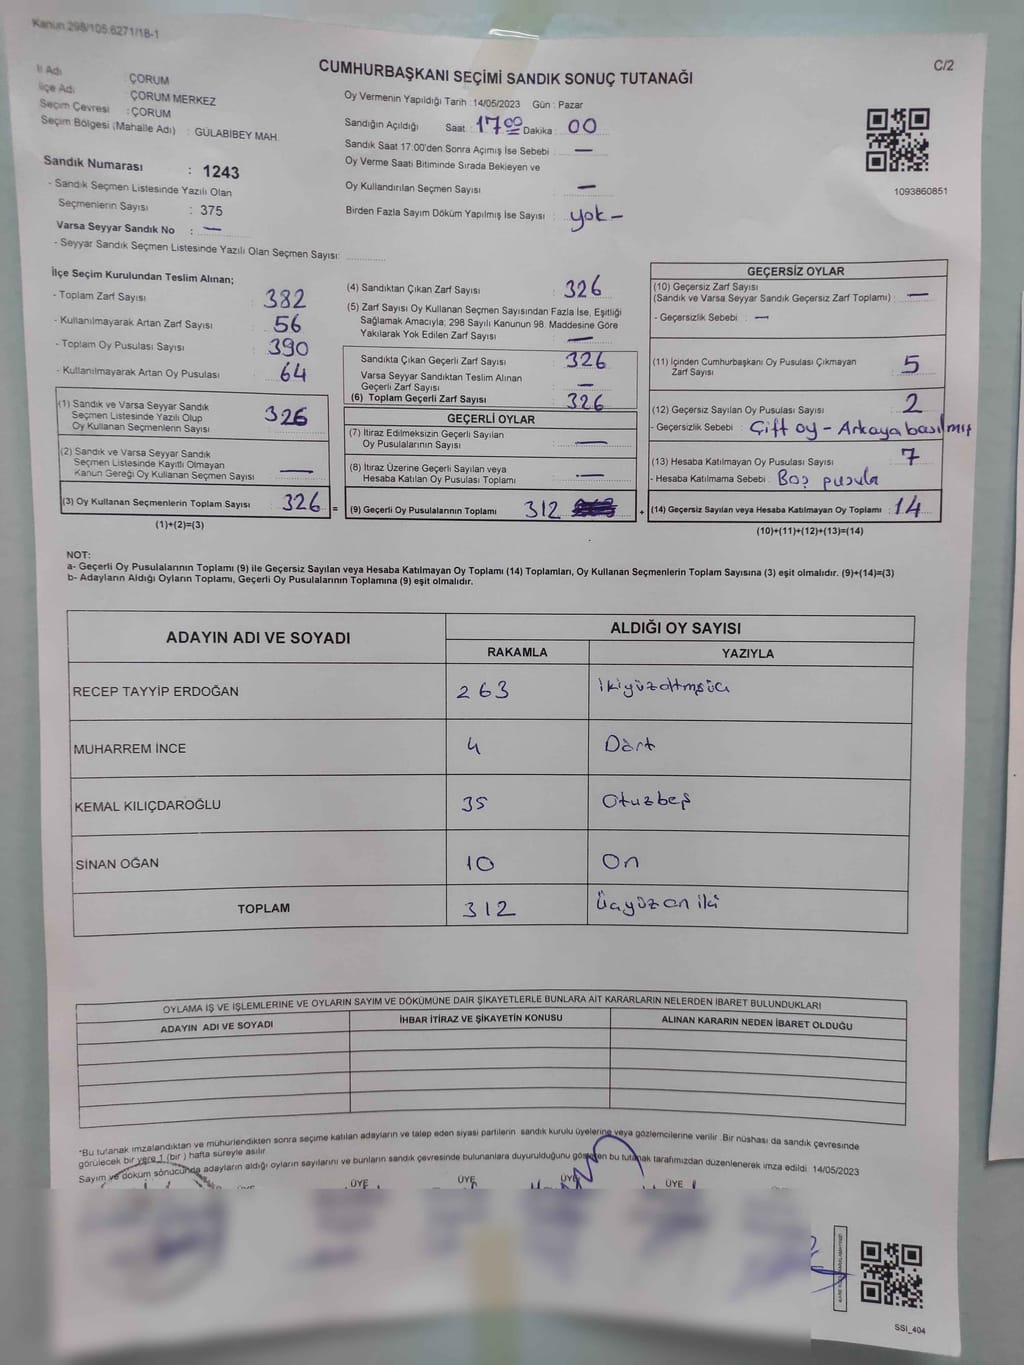 Kanun.298/105.6271/18-1
C/2
CUMHURBAŞKANI SEÇİMİ SANDIK SONUÇ TUTANAĞI
İl Adı ÇORUM
İlçe Adı ÇORUM MERKEZ
Seçim Çevresi : ÇORUM
Seçim Bölgesi (Mahalle Adı) : GÜLABİBEY MAH.
Sandık Numarası : 1243
- Sandık Seçmen Listesinde Yazılı Olan
Seçmenlerin Sayısı : 375
Varsa Seyyar Sandık No : —
- Seyyar Sandık Seçmen Listesinde Yazılı Olan Seçmen Sayısı:
Oy Vermenin Yapıldığı Tarih : 14/05/2023 Gün : Pazar
Sandığın Açıldığı Saat : 17 00 Dakika : 00
Sandık Saat 17:00'den Sonra Açımış İse Sebebi : —
Oy Verme Saati Bitiminde Sırada Bekleyen ve
Oy Kullandırılan Seçmen Sayısı —
Birden Fazla Sayım Döküm Yapılmış İse Sayısı : yok -
1093860851
İlçe Seçim Kurulundan Teslim Alınan;
- Toplam Zarf Sayısı : 382
- Kullanılmayarak Artan Zarf Sayısı : 56
- Toplam Oy Pusulası Sayısı : 390
- Kullanılmayarak Artan Oy Pusulası : 64
(1) Sandık ve Varsa Seyyar Sandık
Seçmen Listesinde Yazılı Olup
Oy Kullanan Seçmenlerin Sayısı 326
(2) Sandık ve Varsa Seyyar Sandık
Seçmen Listesinde Kayıtlı Olmayan
Kanun Gereği Oy Kullanan Seçmen Sayısı —
(3) Oy Kullanan Seçmenlerin Toplam Sayısı 326
(1)+(2)=(3)
(4) Sandıktan Çıkan Zarf Sayısı : 326
(5) Zarf Sayısı Oy Kullanan Seçmen Sayısından Fazla İse, Eşitliği
Sağlamak Amacıyla; 298 Sayılı Kanunun 98. Maddesine Göre
Yakılarak Yok Edilen Zarf Sayısı : —
Sandıkta Çıkan Geçerli Zarf Sayısı : 326
Varsa Seyyar Sandıktan Teslim Alınan
Geçerli Zarf Sayısı : —
(6) Toplam Geçerli Zarf Sayısı : 326
GEÇERLİ OYLAR
(7) İtiraz Edilmeksizin Geçerli Sayılan
Oy Pusulalarının Sayısı : —
(8) İtiraz Üzerine Geçerli Sayılan veya
Hesaba Katılan Oy Pusulası Toplamı : —
= (9) Geçerli Oy Pusulalarının Toplamı 312
GEÇERSİZ OYLAR
(10) Geçersiz Zarf Sayısı
(Sandık ve Varsa Seyyar Sandık Geçersiz Zarf Toplamı) : —
- Geçersizlik Sebebi : —
(11) İçinden Cumhurbaşkanı Oy Pusulası Çıkmayan
Zarf Sayısı : 5
(12) Geçersiz Sayılan Oy Pusulası Sayısı : 2
- Geçersizlik Sebebi : Çift oy - Arkaya basılmış
(13) Hesaba Katılmayan Oy Pusulası Sayısı : 7
- Hesaba Katılmama Sebebi : Boş pusula
+ (14) Geçersiz Sayılan veya Hesaba Katılmayan Oy Toplamı : 14
(10)+(11)+(12)+(13)=(14)
NOT:
a- Geçerli Oy Pusulalarının Toplamı (9) ile Geçersiz Sayılan veya Hesaba Katılmayan Oy Toplamı (14) Toplamları, Oy Kullanan Seçmenlerin Toplam Sayısına (3) eşit olmalıdır. (9)+(14)=(3)
b- Adayların Aldığı Oyların Toplamı, Geçerli Oy Pusulalarının Toplamına (9) eşit olmalıdır.
ADAYIN ADI VE SOYADI ALDIĞI OY SAYISI
RAKAMLA YAZIYLA
RECEP TAYYİP ERDOĞAN 263 ikiyüzaltmışüç
MUHARREM İNCE 4 Dört
KEMAL KILIÇDAROĞLU 35 Otuzbeş
SİNAN OĞAN 10 On
TOPLAM 312 Üçyüz on iki
OYLAMA İŞ VE İŞLEMLERİNE VE OYLARIN SAYIM VE DÖKÜMÜNE DAİR ŞİKAYETLERLE BUNLARA AİT KARARLARIN NELERDEN İBARET BULUNDUKLARI
ADAYIN ADI VE SOYADI İHBAR İTİRAZ VE ŞİKAYETİN KONUSU ALINAN KARARIN NEDEN İBARET OLDUĞU
*Bu tutanak imzalandıktan ve mühürlendikten sonra seçime katılan adayların ve talep eden siyasi partilerin sandık kurulu üyelerine veya gözlemcilerine verilir. Bir nüshası da sandık çevresinde
görülecek bir yere 1 (bir) hafta süreyle asılır.
Sayım ve döküm sonucunda adayların aldığı oyların sayılarını ve bunların sandık çevresinde bulunanlara duyurulduğunu gösteren bu tutanak tarafımızdan düzenlenerek imza edildi. 14/05/2023
ÜYE ÜYE ÜYE ÜYE
SSI_404